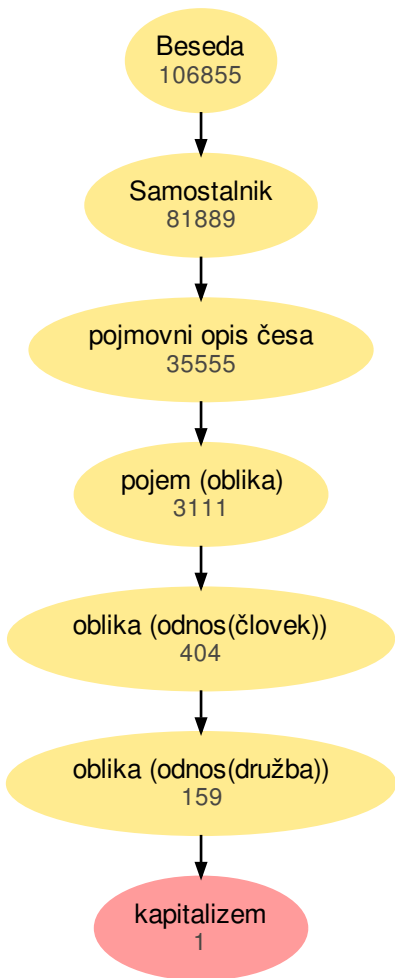 Beseda
106855
Samostalnik
81889
pojmovni opis česa
35555
pojem (oblika)
3111
oblika (odnos(človek))
404
oblika (odnos(družba))
159
kapitalizem
1